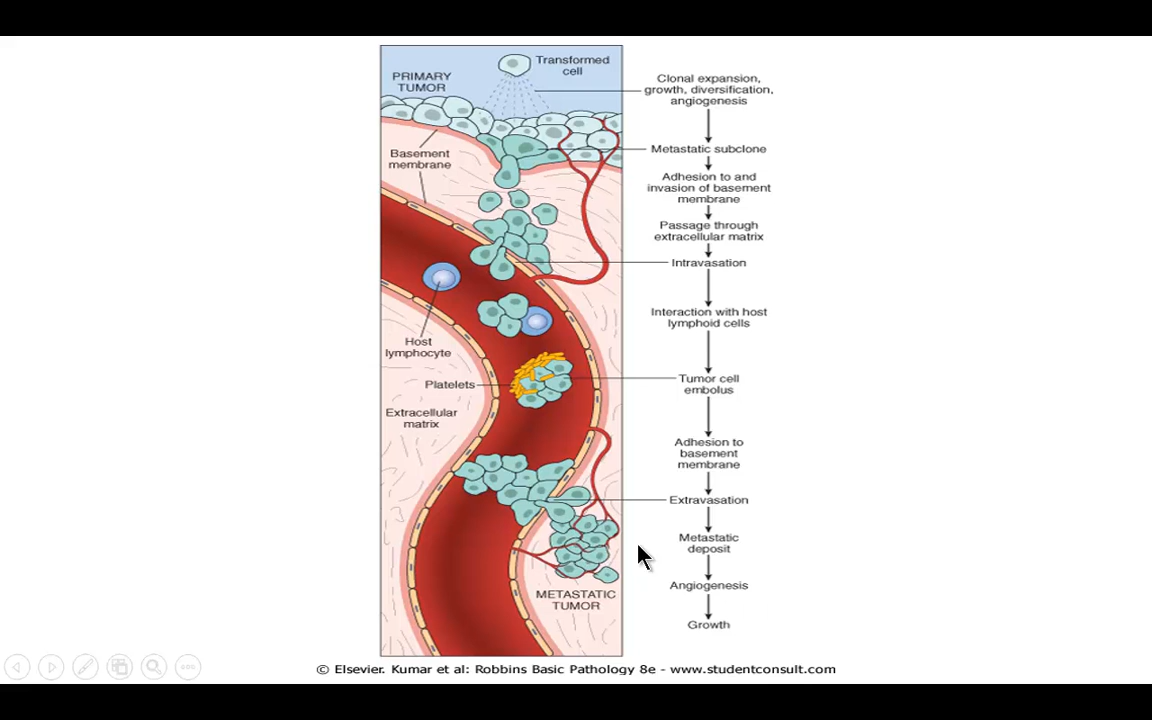 Transformed
cell
PRIMARY
TUMOR
Basement
membrane
Host
lymphocyte
Platelets
Extracellular
matrix
METASTATIC
TUMOR
Clonal expansion,
growth, diversification,
angiogenesis
Metastatic subclone
Adhesion to and
invasion of basement
membrane
Passage through
extracellular matrix
Intravasation
Interaction with host
lymphoid cells
Tumor cell
embolus
Adhesion to
basement
membrane
Extravasation
Metastatic
deposit
Angiogenesis
Growth
© Elsevier. Kumar et al: Robbins Basic Pathology 8e - www.studentconsult.com